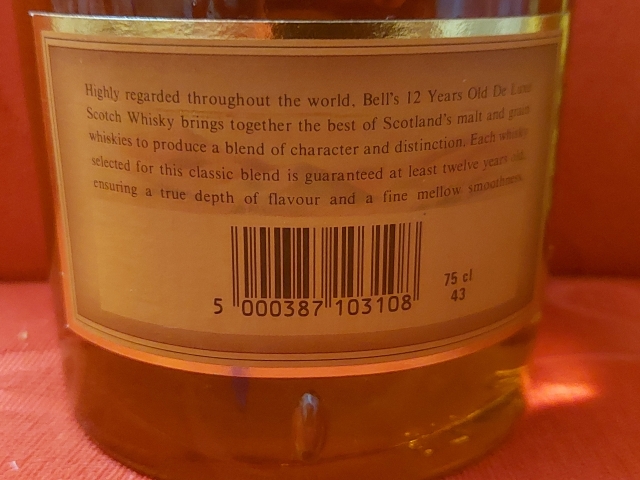 Highly regarded throughout the world, Bell's 12 Years Old De Luxe
Scotch Whisky brings together the best of Scotland's malt and grain
whiskies to produce a blend of character and distinction. Each whisky
selected for this classic blend is guaranteed at least twelve years old,
ensuring a true depth of flavour and a fine mellow smoothness.
75 cl
43
5 000387 103108